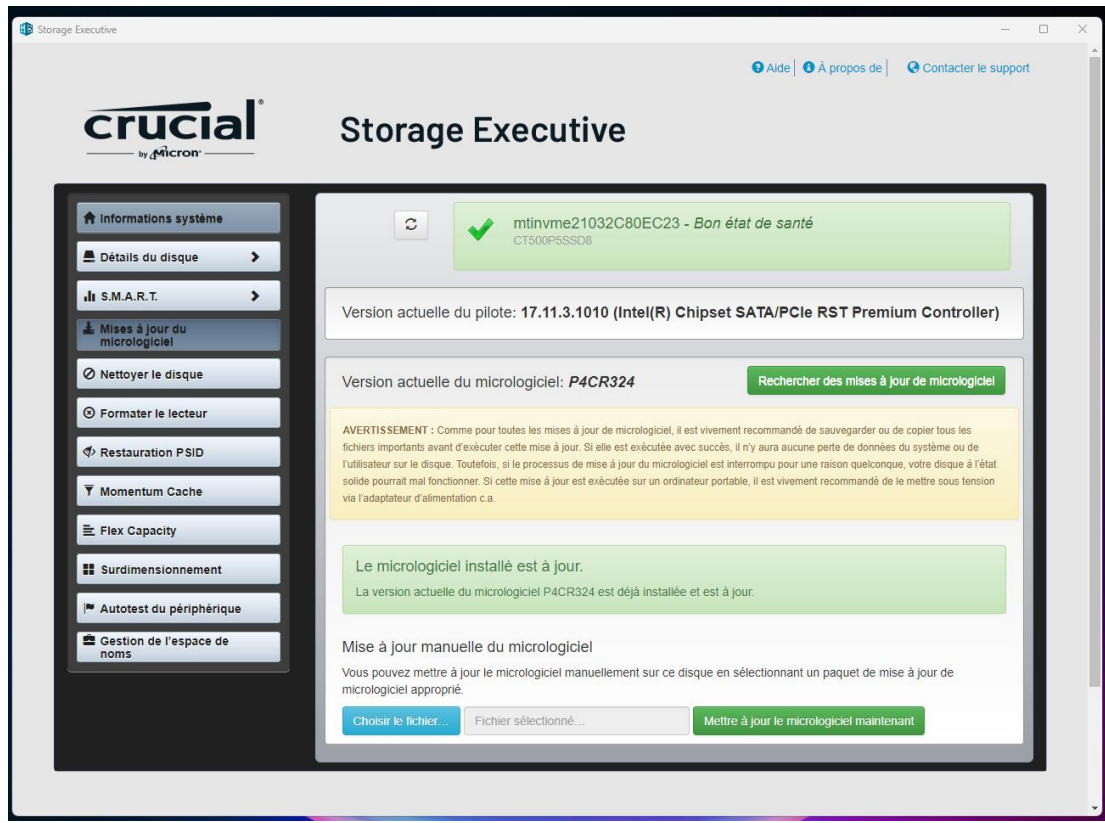 Storage Executive
Aide
À propos de
Contacter le support
crucial®
by Micron®
Storage Executive
Informations système
Détails du disque
S.M.A.R.T.
Mises à jour du
micrologiciel
Nettoyer le disque
Formater le lecteur
Restauration PSID
Momentum Cache
Flex Capacity
Surdimensionnement
Autotest du périphérique
Gestion de l'espace de
noms
mtinvme21032C80EC23 - Bon état de santé
CT500P5SSD8
Version actuelle du pilote: 17.11.3.1010 (Intel(R) Chipset SATA/PCIe RST Premium Controller)
Version actuelle du micrologiciel: P4CR324
Rechercher des mises à jour de micrologiciel
AVERTISSEMENT : Comme pour toutes les mises à jour de micrologiciel, il est vivement recommandé de sauvegarder ou de copier tous les
fichiers importants avant d'exécuter cette mise à jour. Si elle est exécutée avec succès, il n'y aura aucune perte de données du système ou de
l'utilisateur sur le disque. Toutefois, si le processus de mise à jour du micrologiciel est interrompu pour une raison quelconque, votre disque à l'état
solide pourrait mal fonctionner. Si cette mise à jour est exécutée sur un ordinateur portable, il est vivement recommandé de le mettre sous tension
via l'adaptateur d'alimentation c.a.
Le micrologiciel installé est à jour.
La version actuelle du micrologiciel P4CR324 est déjà installée et est à jour.
Mise à jour manuelle du micrologiciel
Vous pouvez mettre à jour le micrologiciel manuellement sur ce disque en sélectionnant un paquet de mise à jour de
micrologiciel approprié.
Choisir le fichier...
Fichier sélectionné...
Mettre à jour le micrologiciel maintenant